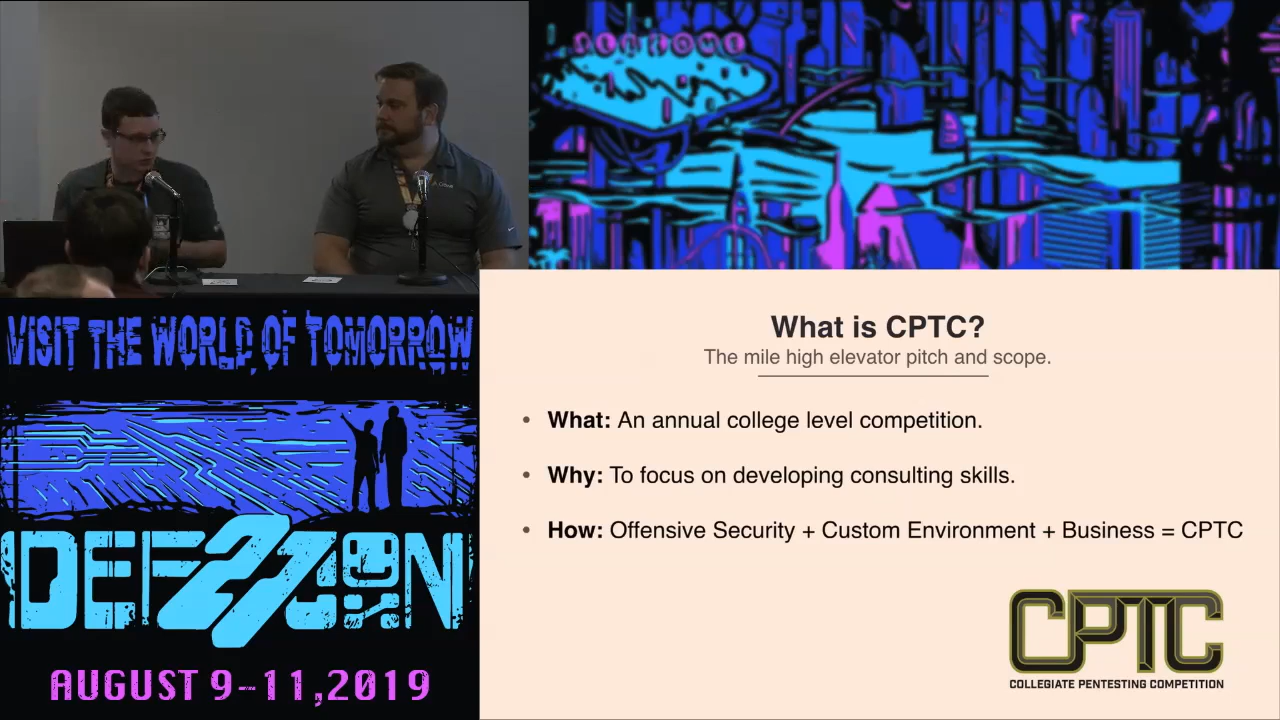 WELCOME
VISIT THE WORLD OF TOMORROW
DEF 27 CON
AUGUST 9-11,2019
What is CPTC?
The mile high elevator pitch and scope.
• What: An annual college level competition.
• Why: To focus on developing consulting skills.
• How: Offensive Security + Custom Environment + Business = CPTC
CPTC
COLLEGIATE PENTESTING COMPETITION